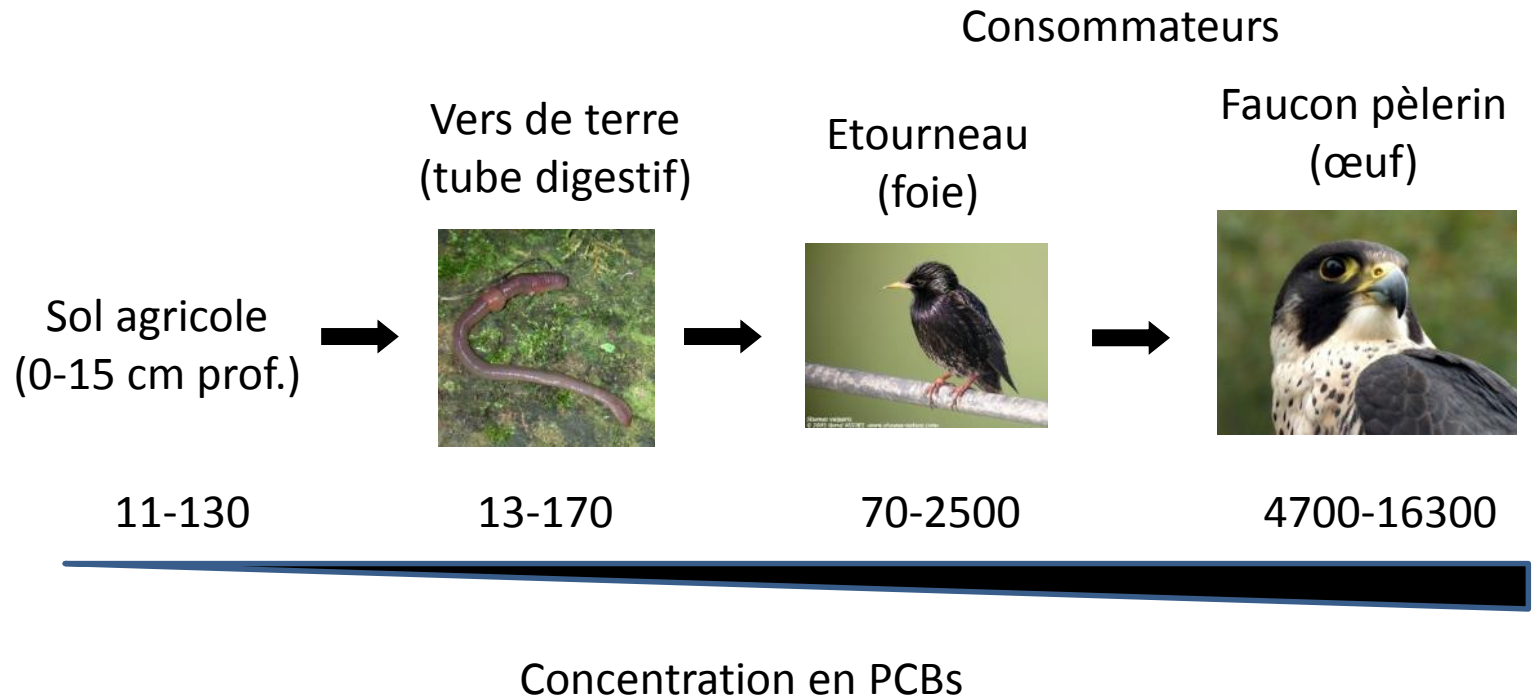 Consommateurs
Vers de terre
(tube digestif)
Etourneau
(foie)
Faucon pèlerin
(œuf)
Sol agricole
(0-15 cm prof.)
11-130
13-170
70-2500
4700-16300
Concentration en PCBs